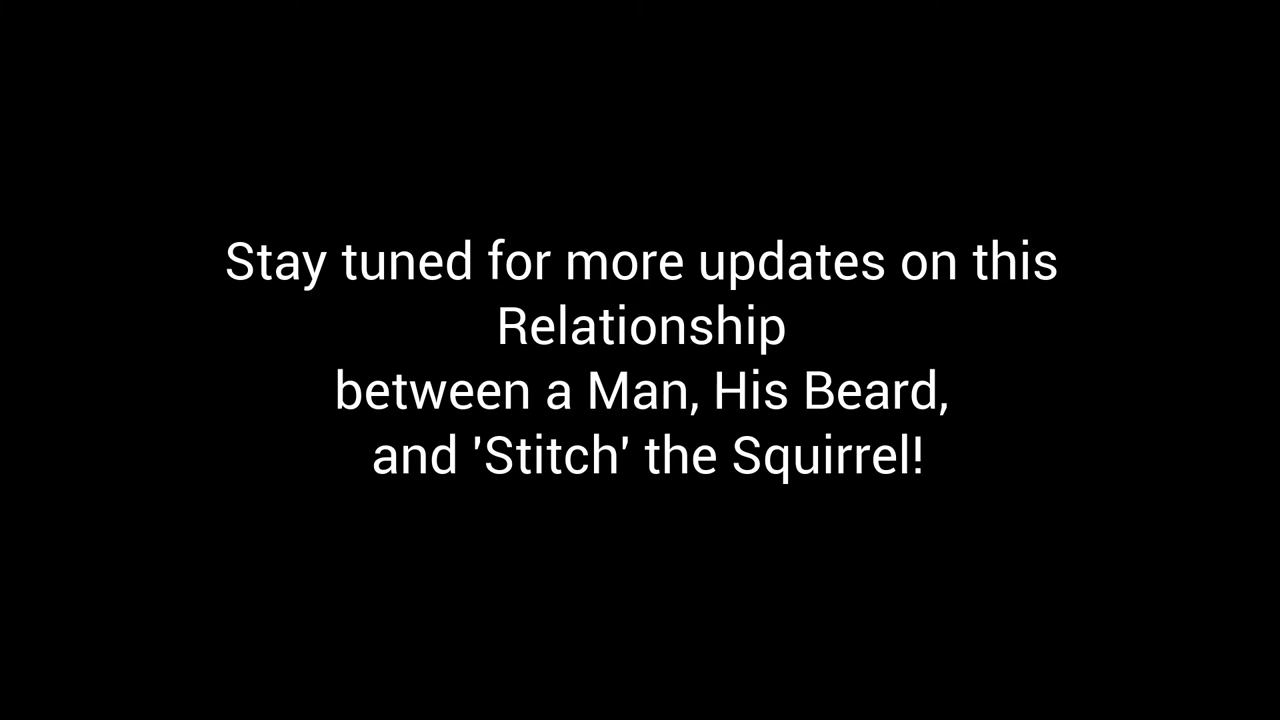 Stay tuned for more updates on this
Relationship
between a Man, His Beard,
and 'Stitch' the Squirrel!